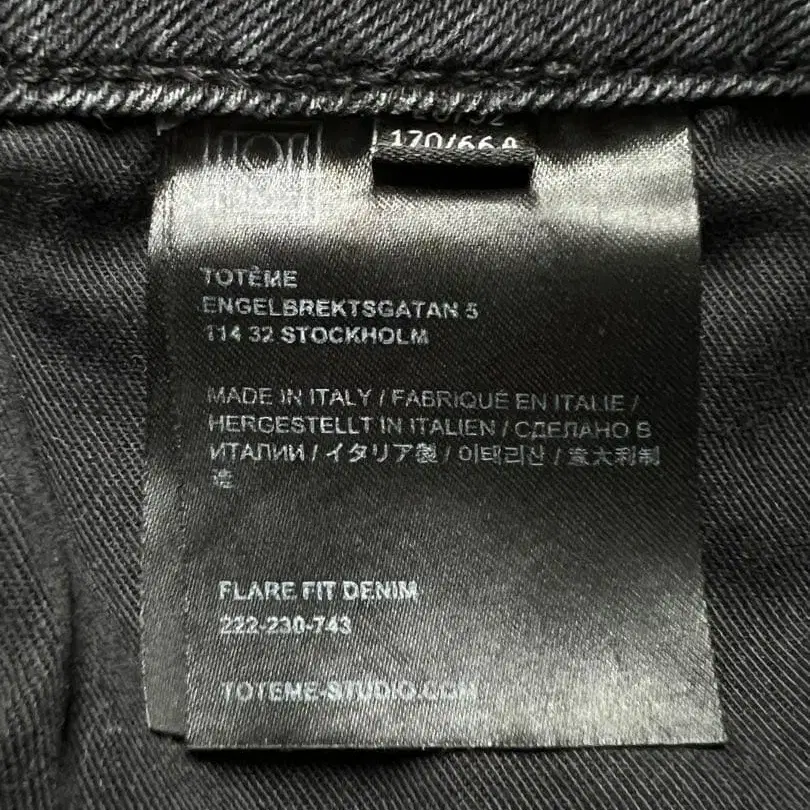 170/66A
TOTÊME
ENGELBREKTSGATAN 5
114 32 STOCKHOLM
MADE IN ITALY / FABRIQUÉ EN ITALIE /
HERGESTELLT IN ITALIEN / СДЕЛАНО В
ИТАЛИИ / イタリア製 / 이태리산 / 意大利制
造
FLARE FIT DENIM
222-230-743
TOTEME-STUDIO.COM